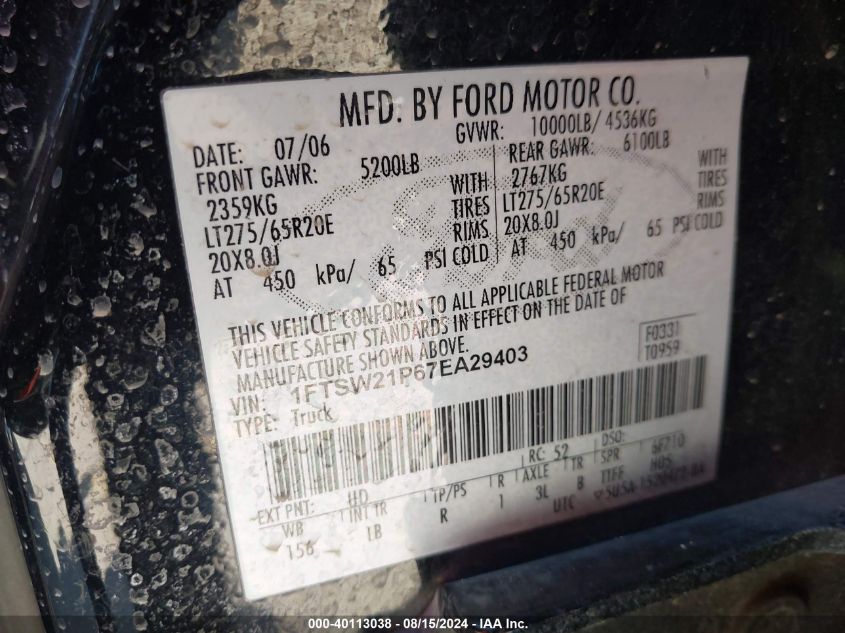 MFD. BY FORD MOTOR CO.
DATE: 07/06 GVWR: 10000LB/ 4536KG
FRONT GAWR: 5200LB REAR GAWR: 6100LB
2359KG WITH 2767KG WITH
LT275/65R20E TIRES LT275/65R20E TIRES
20X8.0J RIMS 20X8.0J RIMS
AT 450 kPa/ 65 PSI COLD AT 450 kPa/ 65 PSI COLD
THIS VEHICLE CONFORMS TO ALL APPLICABLE FEDERAL MOTOR
VEHICLE SAFETY STANDARDS IN EFFECT ON THE DATE OF
MANUFACTURE SHOWN ABOVE.
F0331
VIN: 1FTSW21P67EA29403 T0959
TYPE: Truck
EXT PNT: HD RC: 52 DSO:
WB INT TR TP/PS R AXLE TR SPR 6F210
156 LB R 1 3L B TTFF HUS
UTC
000-40113038 - 08/15/2024 - IAA Inc.